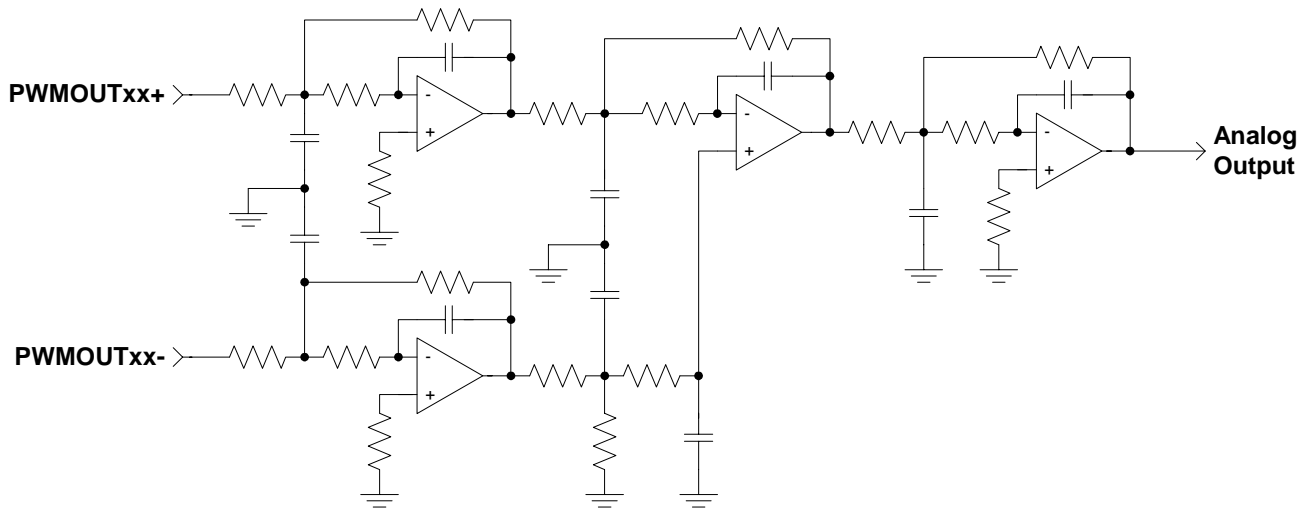 PWMOUTxx+
-
+
-
+
-
+
Analog
Output
PWMOUTxx-
-
+